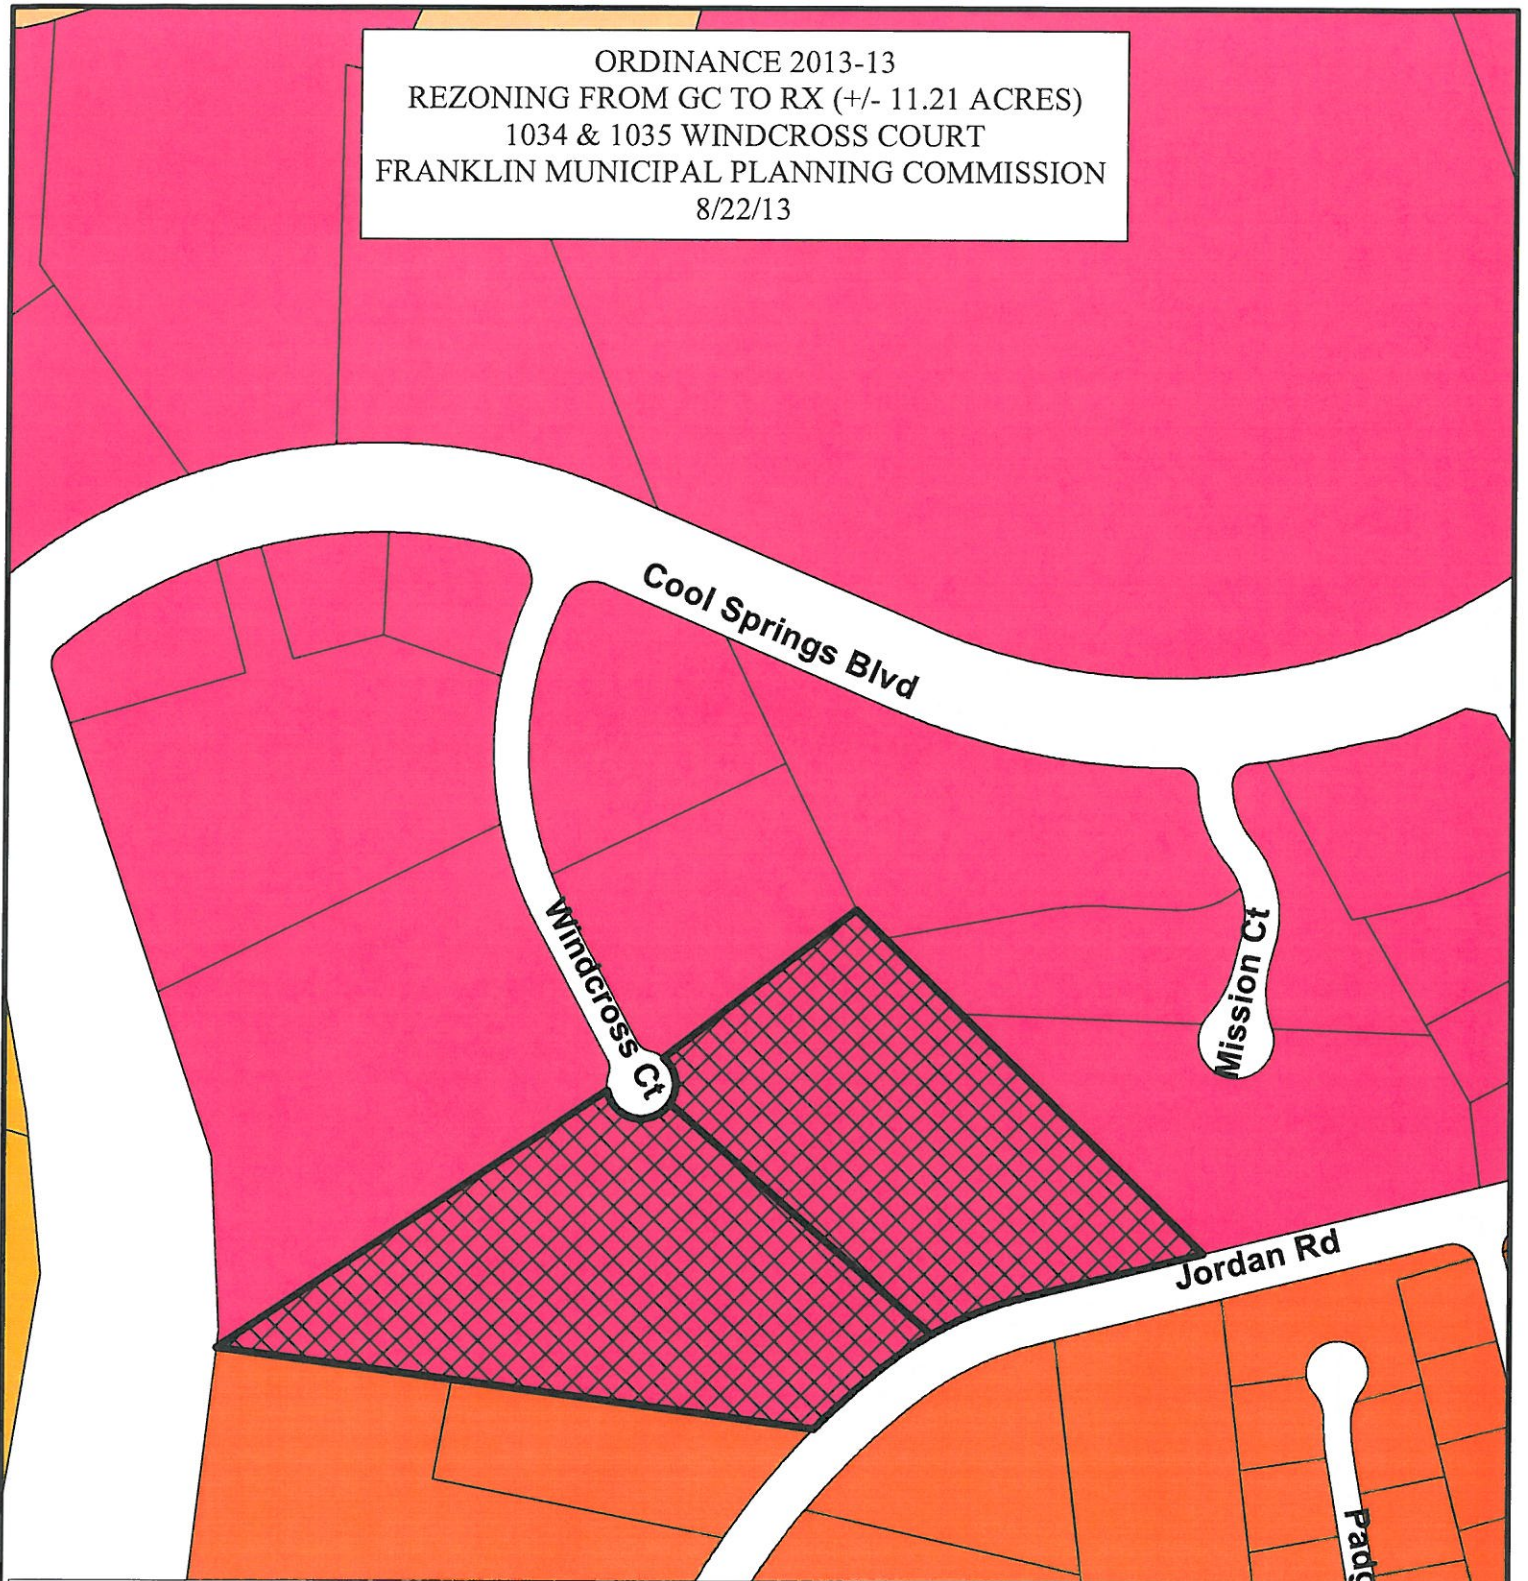 ORDINANCE 2013-13
REZONING FROM GC TO RX (+/- 11.21 ACRES)
1034 & 1035 WINDCROSS COURT
FRANKLIN MUNICIPAL PLANNING COMMISSION
8/22/13
Cool Springs Blvd
Windcross Ct
Mission Ct
Jordan Rd